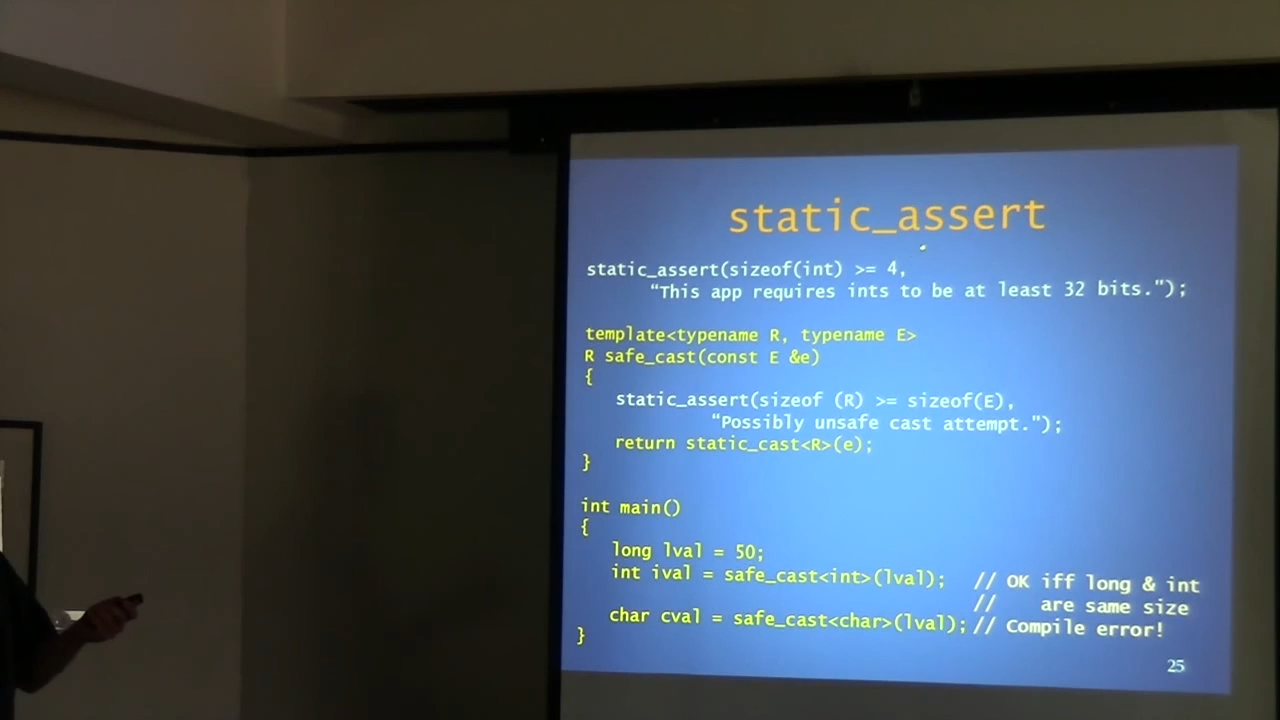 static_assert
static_assert(sizeof(int) >= 4,
“This app requires ints to be at least 32 bits.”);
template<typename R, typename E>
R safe_cast(const E &e)
{
static_assert(sizeof (R) >= sizeof(E),
“Possibly unsafe cast attempt.”);
return static_cast<R>(e);
}
int main()
{
long lval = 50;
int ival = safe_cast<int>(lval); // OK iff long & int
// are same size
char cval = safe_cast<char>(lval); // Compile error!
}
25